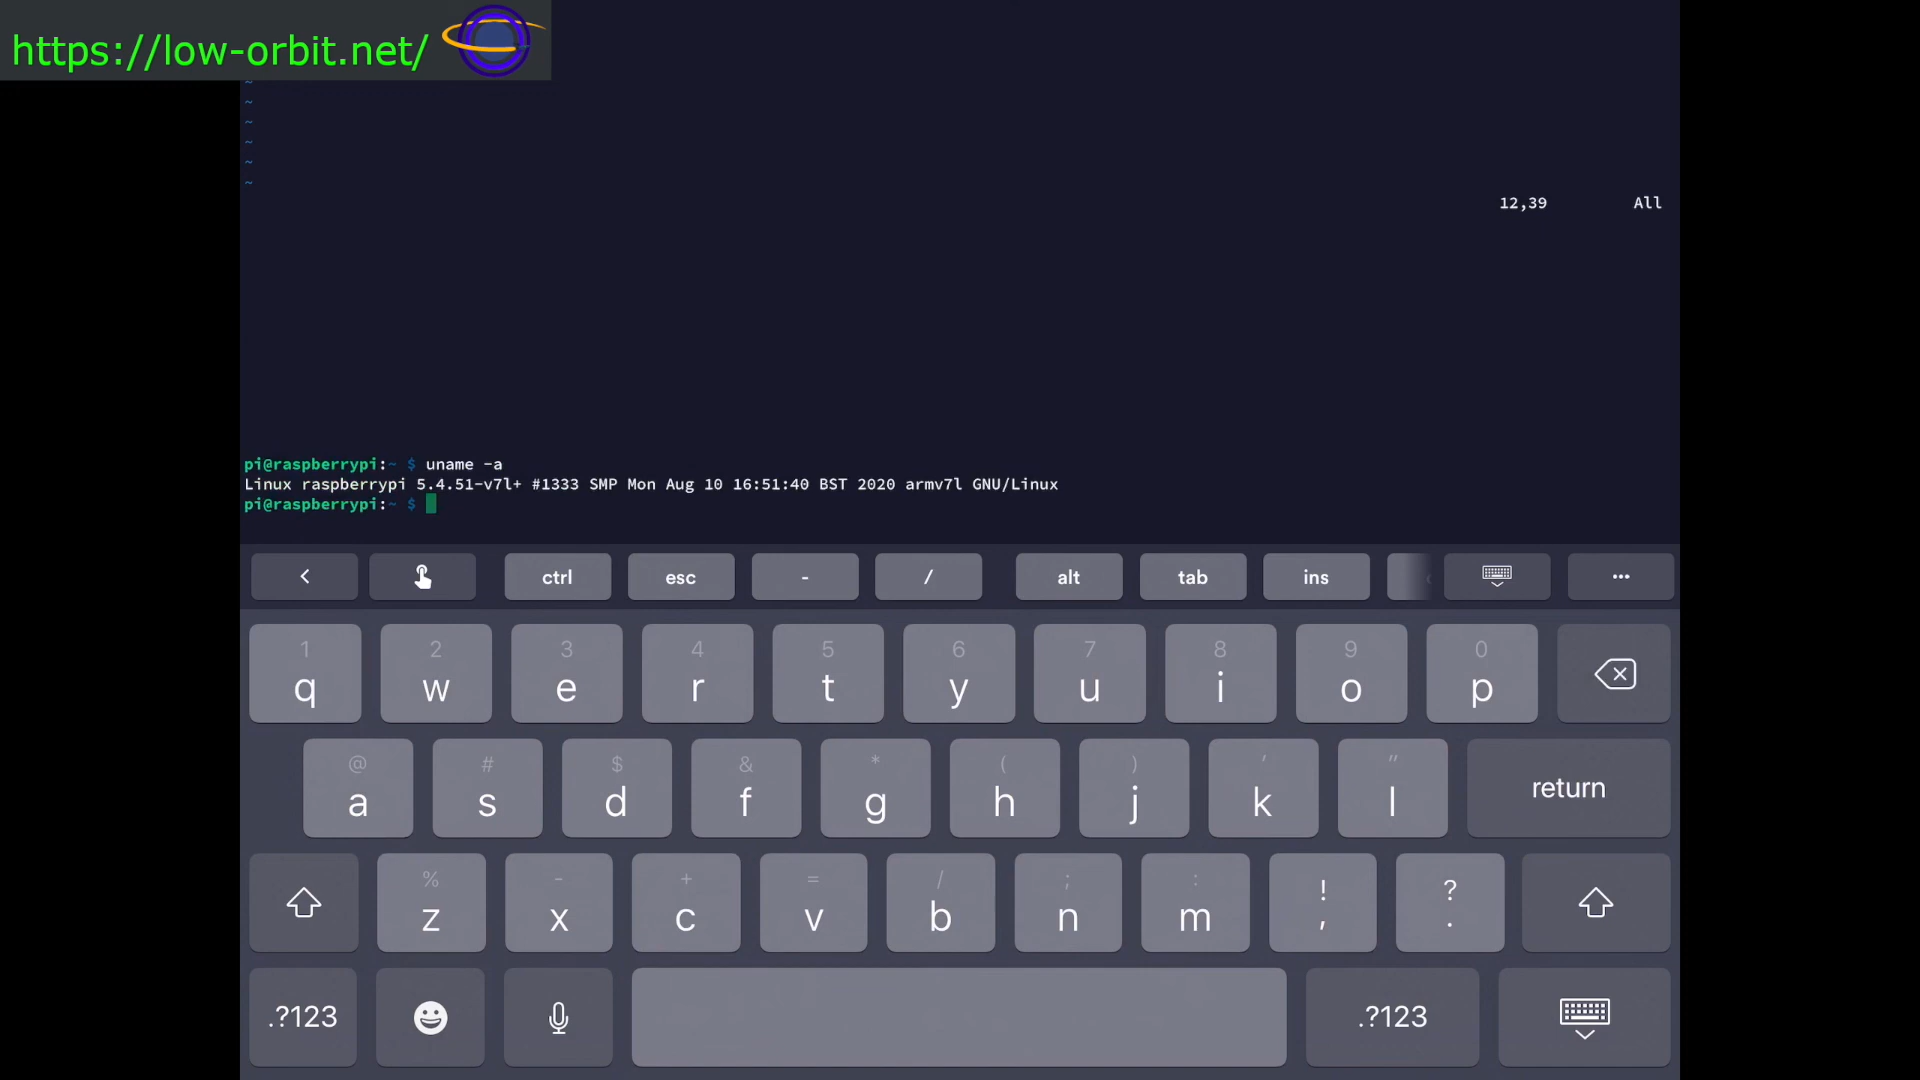 https://low-orbit.net/
~
~
~
~
~
~
12,39 All
pi@raspberrypi:~ $ uname -a
Linux raspberrypi 5.4.51-v7l+ #1333 SMP Mon Aug 10 16:51:40 BST 2020 armv7l GNU/Linux
pi@raspberrypi:~ $
ctrl esc - / alt tab ins ...
1 2 3 4 5 6 7 8 9 0
q w e r t y u i o p
@ # $ & * ( ) ' "
a s d f g h j k l return
% - + = / ; : ! ?
z x c v b n m , .
.?123 .?123